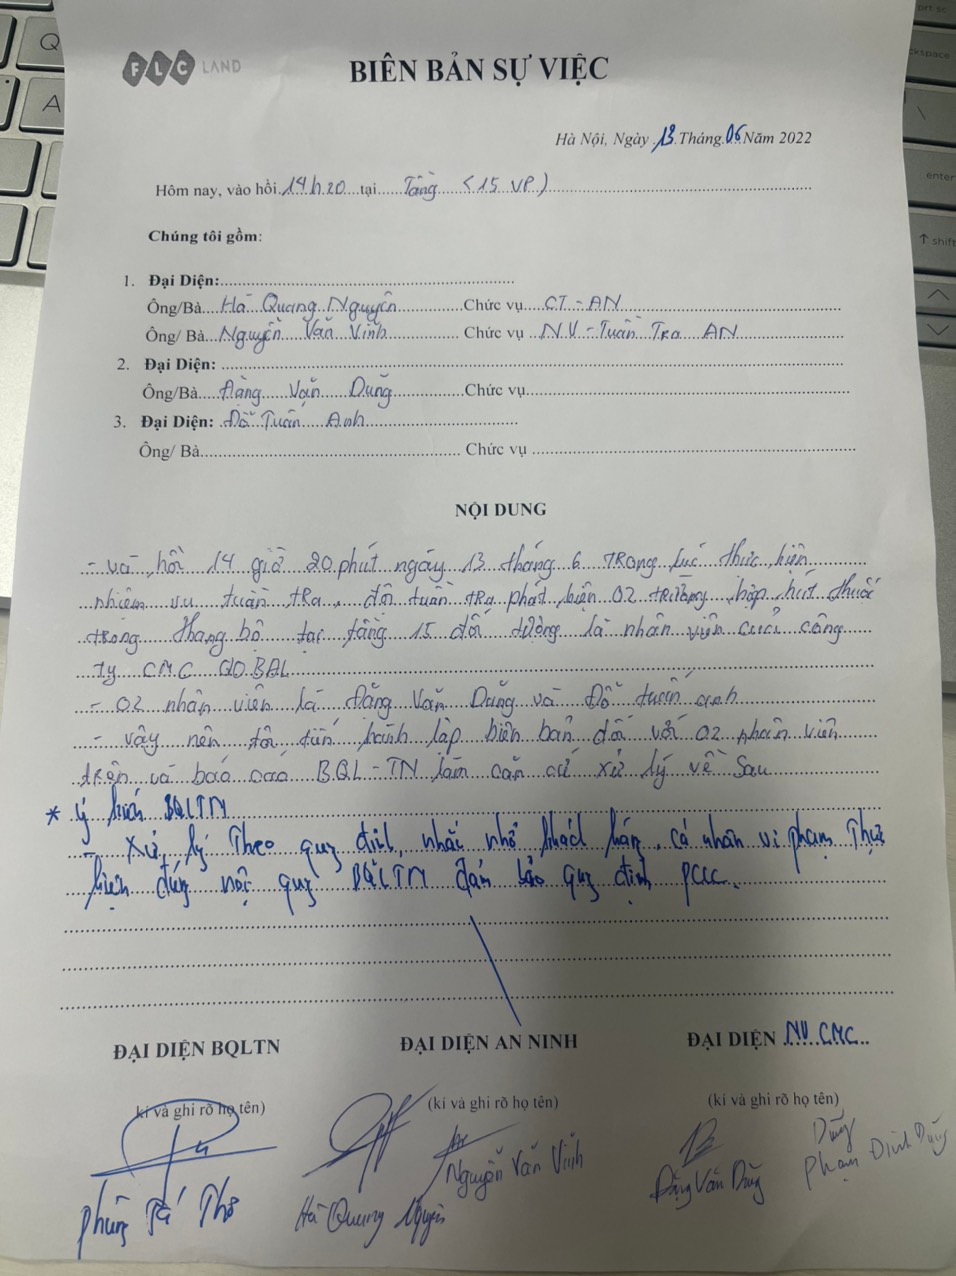 FLC LAND
BIÊN BẢN SỰ VIỆC
Hà Nội, Ngày 13 Tháng 06 Năm 2022
Hôm nay, vào hồi 14h20 tại Tầng (15 VP)
Chúng tôi gồm:
1. Đại Diện:
Ông/Bà Hà Quang Nguyên Chức vụ CT-AN
Ông/ Bà Nguyễn Văn Vinh Chức vụ NV-Tuần TRa AN
2. Đại Diện:
Ông/Bà Đặng Văn Dũng Chức vụ
3. Đại Diện: Đỗ Tuấn Anh
Ông/ Bà Chức vụ
NỘI DUNG
- Và hồi 14 giờ 20 phút ngày 13 tháng 6 TRong lúc thực hiện
nhiệm vụ tuần tRa, đội tuần tRa phát hiện 02 tRường hợp hút thuốc
tRong thang bộ tại tầng 15 đối tượng là nhân viên của công
Ty CMC GOBAL
- 02 nhân viên là Đặng Văn Dũng và Đỗ tuấn anh
- Vậy nên tôi tiến hành lập biên bản đối với 02 nhân viên
tRên và báo cáo BQL-TN làm căn cứ xử lý về sau
* Ý kiến BQLTN
- Xử lý Theo quy định, nhắc nhở khách hàng, cá nhân vi phạm Thực
hiện đúng nội quy BQLTN đảm bảo quy định PCCC.
ĐẠI DIỆN BQLTN ĐẠI DIỆN AN NINH ĐẠI DIỆN NV CMC
(kí và ghi rõ họ tên) (kí và ghi rõ họ tên) (kí và ghi rõ họ tên)
Phùng Thơ Hà Quang Nguyên Nguyễn Văn Vinh Đặng Văn Dũng Dũng Phạm Đình Dũng
Q
A
prt sc
backspace
enter
shift